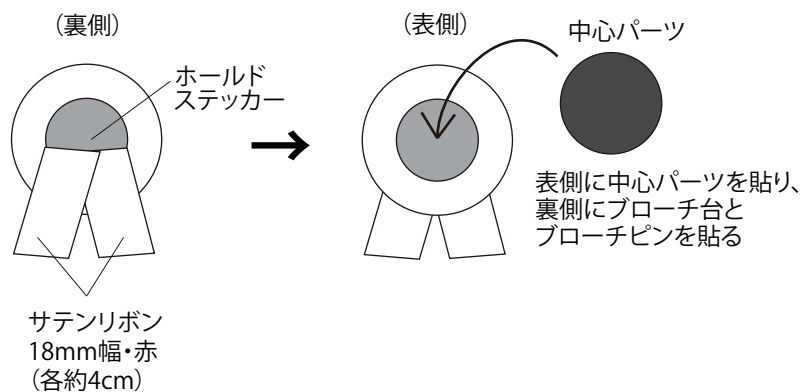 （裏側）
ホールド
ステッカー
サテンリボン
18mm幅・赤
（各約4cm）
（表側）
中心パーツ
表側に中心パーツを貼り、
裏側にブローチ台と
ブローチピンを貼る